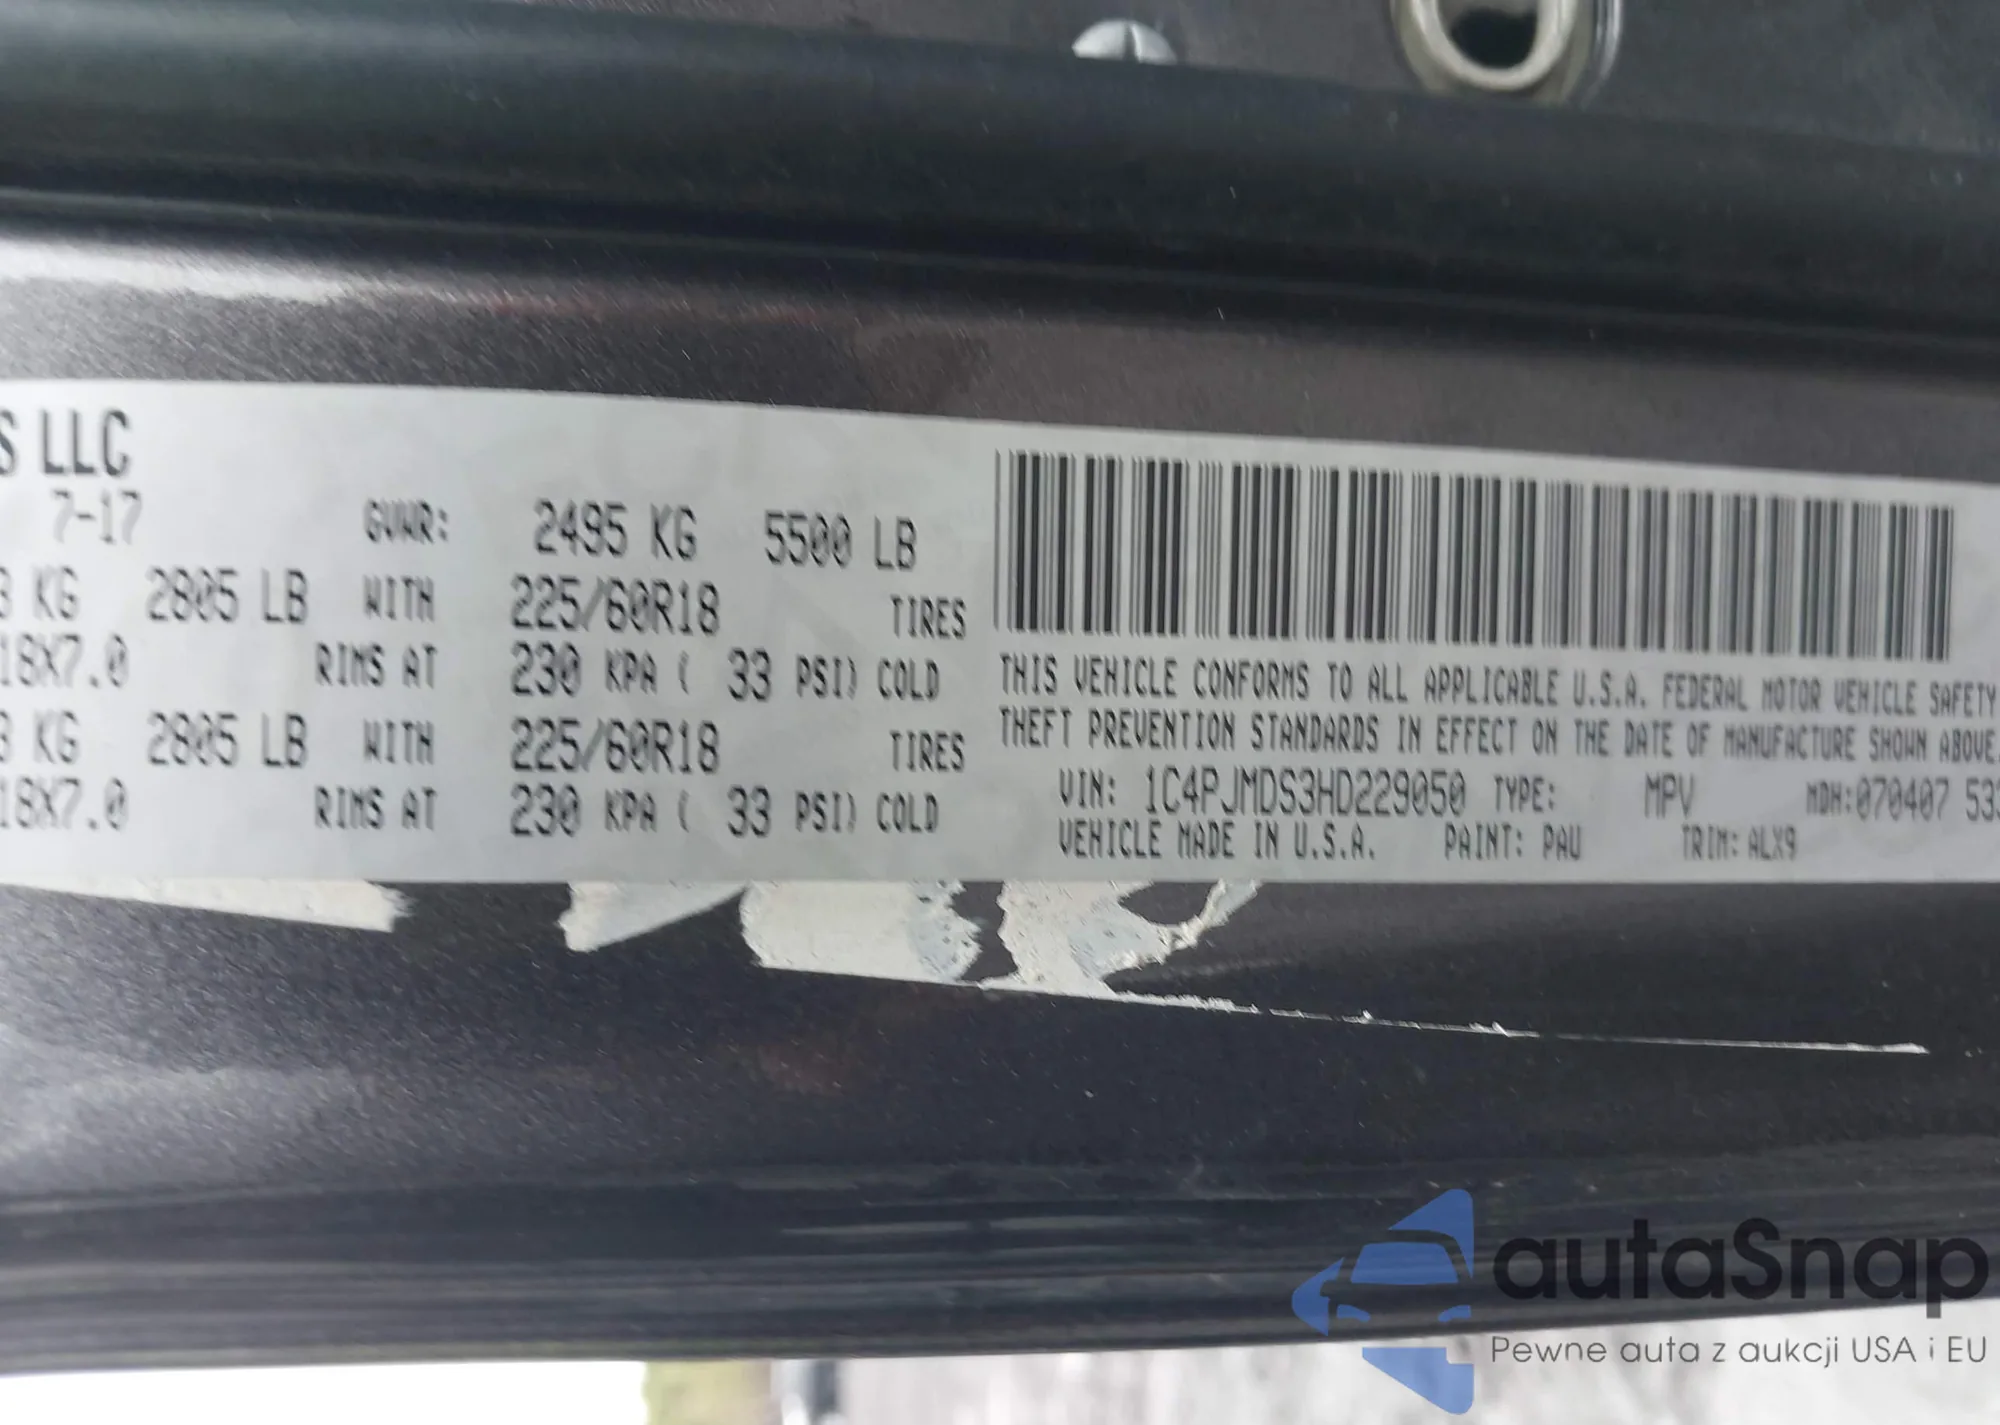 S LLC
7-17 GVWR: 2495 KG 5500 LB
3 KG 2805 LB WITH 225/60R18 TIRES
18X7.0 RIMS AT 230 KPA ( 33 PSI) COLD
3 KG 2805 LB WITH 225/60R18 TIRES
18X7.0 RIMS AT 230 KPA ( 33 PSI) COLD
THIS VEHICLE CONFORMS TO ALL APPLICABLE U.S.A. FEDERAL MOTOR VEHICLE SAFETY
THEFT PREVENTION STANDARDS IN EFFECT ON THE DATE OF MANUFACTURE SHOWN ABOVE.
VIN: 1C4PJMDS3HD229050 TYPE: MPV MDH:070407 533
VEHICLE MADE IN U.S.A. PAINT: PAU TRIM: ALX9
autaSnap
Pewne auta z aukcji USA i EU